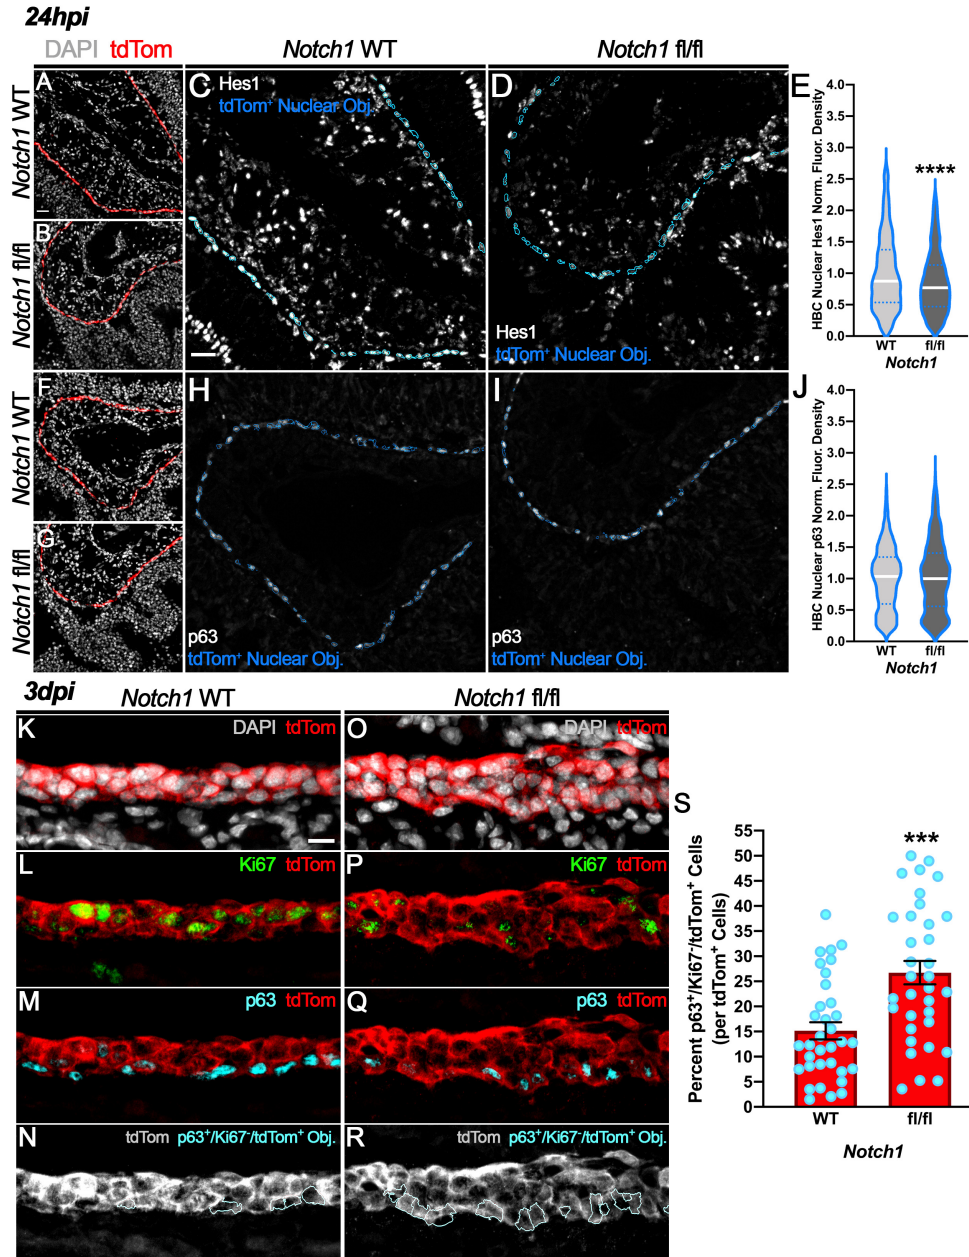 24hpi
DAPI tdTom
Notch1 WT
Notch1 fl/fl
Notch1 WT
Notch1 fl/fl
Notch1 WT
Notch1 fl/fl
A
B
C
Hes1
tdTom⁺ Nuclear Obj.
D
Hes1
tdTom⁺ Nuclear Obj.
E
HBC Nuclear Hes1 Norm. Fluor. Density
4.0
3.5
3.0
2.5
2.0
1.5
1.0
0.5
0.0
****
WT fl/fl
Notch1
F
G
H
p63
tdTom⁺ Nuclear Obj.
I
p63
tdTom⁺ Nuclear Obj.
J
HBC Nuclear p63 Norm. Fluor. Density
4.0
3.5
3.0
2.5
2.0
1.5
1.0
0.5
0.0
WT fl/fl
Notch1
3dpi
Notch1 WT
Notch1 fl/fl
K
DAPI tdTom
O
DAPI tdTom
L
Ki67 tdTom
P
Ki67 tdTom
M
p63 tdTom
Q
p63 tdTom
N
tdTom p63⁺/Ki67⁻/tdTom⁺ Obj.
R
tdTom p63⁺/Ki67⁻/tdTom⁺ Obj.
S
Percent p63⁺/Ki67⁻/tdTom⁺ Cells
(per tdTom⁺ Cells)
55
50
45
40
35
30
25
20
15
10
5
0
***
WT fl/fl
Notch1